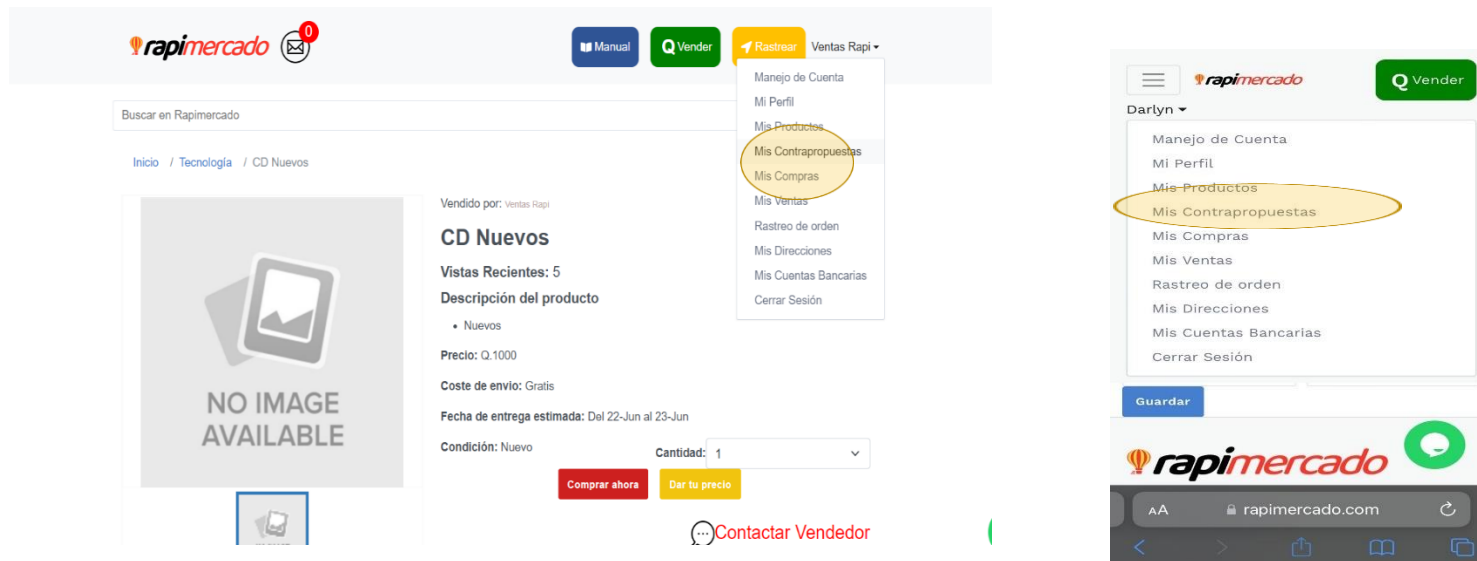 rapimercado
0
Manual
Q Vender
Rastrear
Ventas Rapi
Manejo de Cuenta
Mi Perfil
Mis Productos
Mis Contrapropuestas
Mis Compras
Mis Ventas
Rastreo de orden
Mis Direcciones
Mis Cuentas Bancarias
Cerrar Sesión
Buscar en Rapimercado
Inicio / Tecnología / CD Nuevos
NO IMAGE
AVAILABLE
Vendido por: Ventas Rapi
CD Nuevos
Vistas Recientes: 5
Descripción del producto
• Nuevos
Precio: Q.1000
Coste de envio: Gratis
Fecha de entrega estimada: Del 22-Jun al 23-Jun
Condición: Nuevo
Cantidad: 1
Comprar ahora
Dar tu precio
Contactar Vendedor
rapimercado
Q Vender
Darlyn
Manejo de Cuenta
Mi Perfil
Mis Productos
Mis Contrapropuestas
Mis Compras
Mis Ventas
Rastreo de orden
Mis Direcciones
Mis Cuentas Bancarias
Cerrar Sesión
Guardar
rapimercado
AA
rapimercado.com